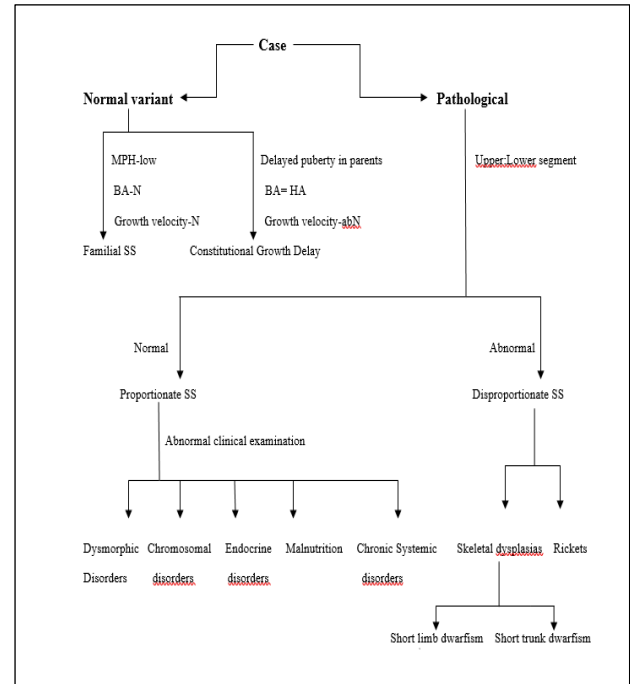 Case
Normal variant
Pathological
MPH-low
BA-N
Growth velocity-N
Familial SS
Delayed puberty in parents
BA= HA
Growth velocity-abN
Constitutional Growth Delay
Upper:Lower segment
Normal
Abnormal
Proportionate SS
Disproportionate SS
Abnormal clinical examination
Dysmorphic
Disorders
Chromosomal
disorders
Endocrine
disorders
Malnutrition
Chronic Systemic
disorders
Skeletal dysplasias
Rickets
Short limb dwarfism
Short trunk dwarfism